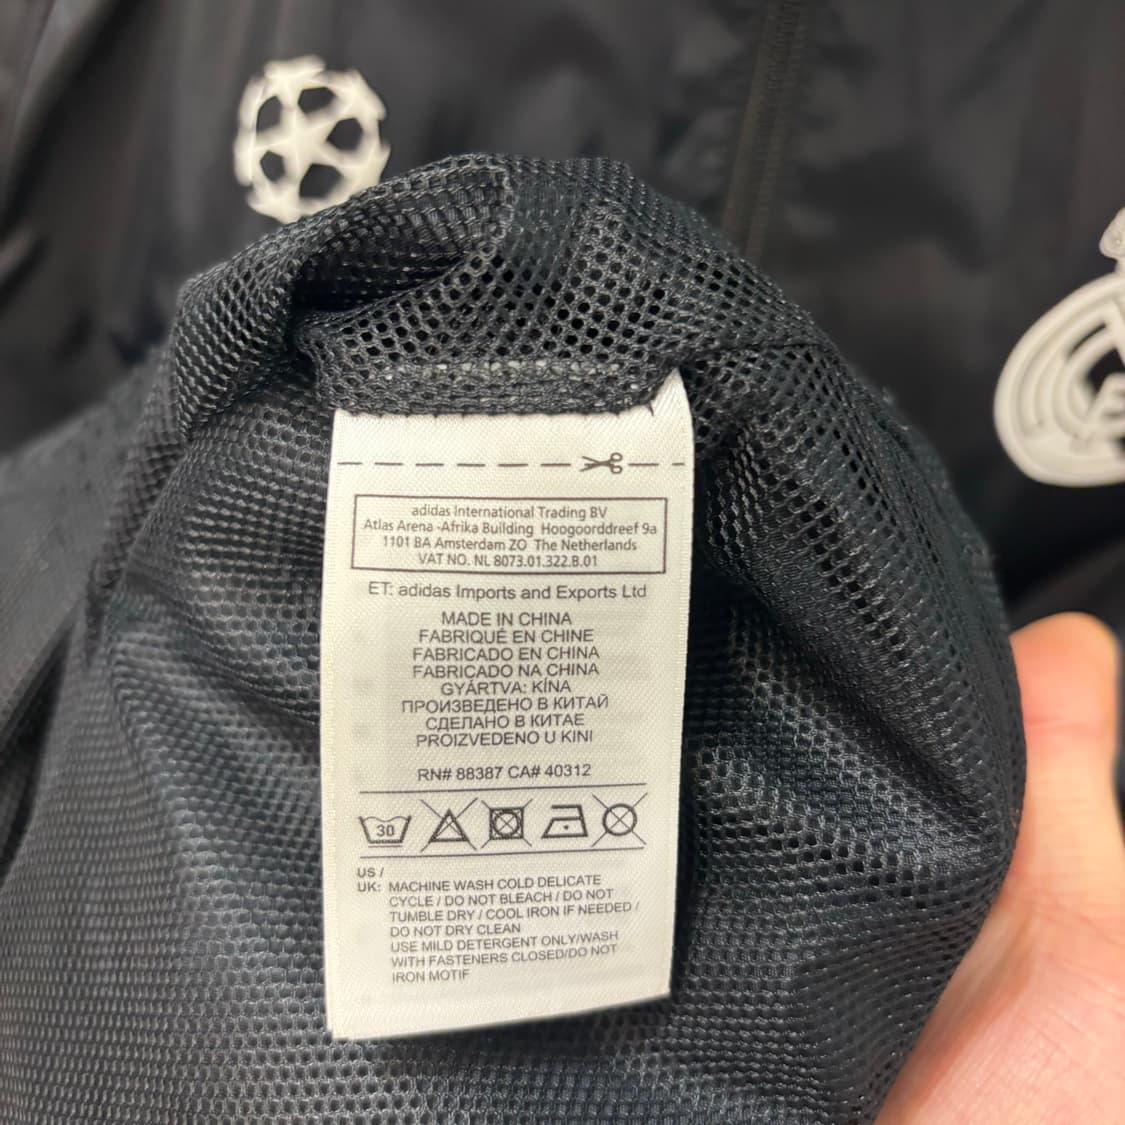 adidas International Trading BV
Atlas Arena -Afrika Building Hoogoorddreef 9a
1101 BA Amsterdam ZO The Netherlands
VAT NO. NL 8073.01.322.B.01
ET: adidas Imports and Exports Ltd
MADE IN CHINA
FABRIQUÉ EN CHINE
FABRICADO EN CHINA
FABRICADO NA CHINA
GYÁRTVA: KÍNA
ПРОИЗВЕДЕНО В КИТАЙ
СДЕЛАНО В КИТАЕ
PROIZVEDENO U KINI
RN# 88387 CA# 40312
30
US /
UK: MACHINE WASH COLD DELICATE
CYCLE / DO NOT BLEACH / DO NOT
TUMBLE DRY / COOL IRON IF NEEDED /
DO NOT DRY CLEAN
USE MILD DETERGENT ONLY/WASH
WITH FASTENERS CLOSED/DO NOT
IRON MOTIF